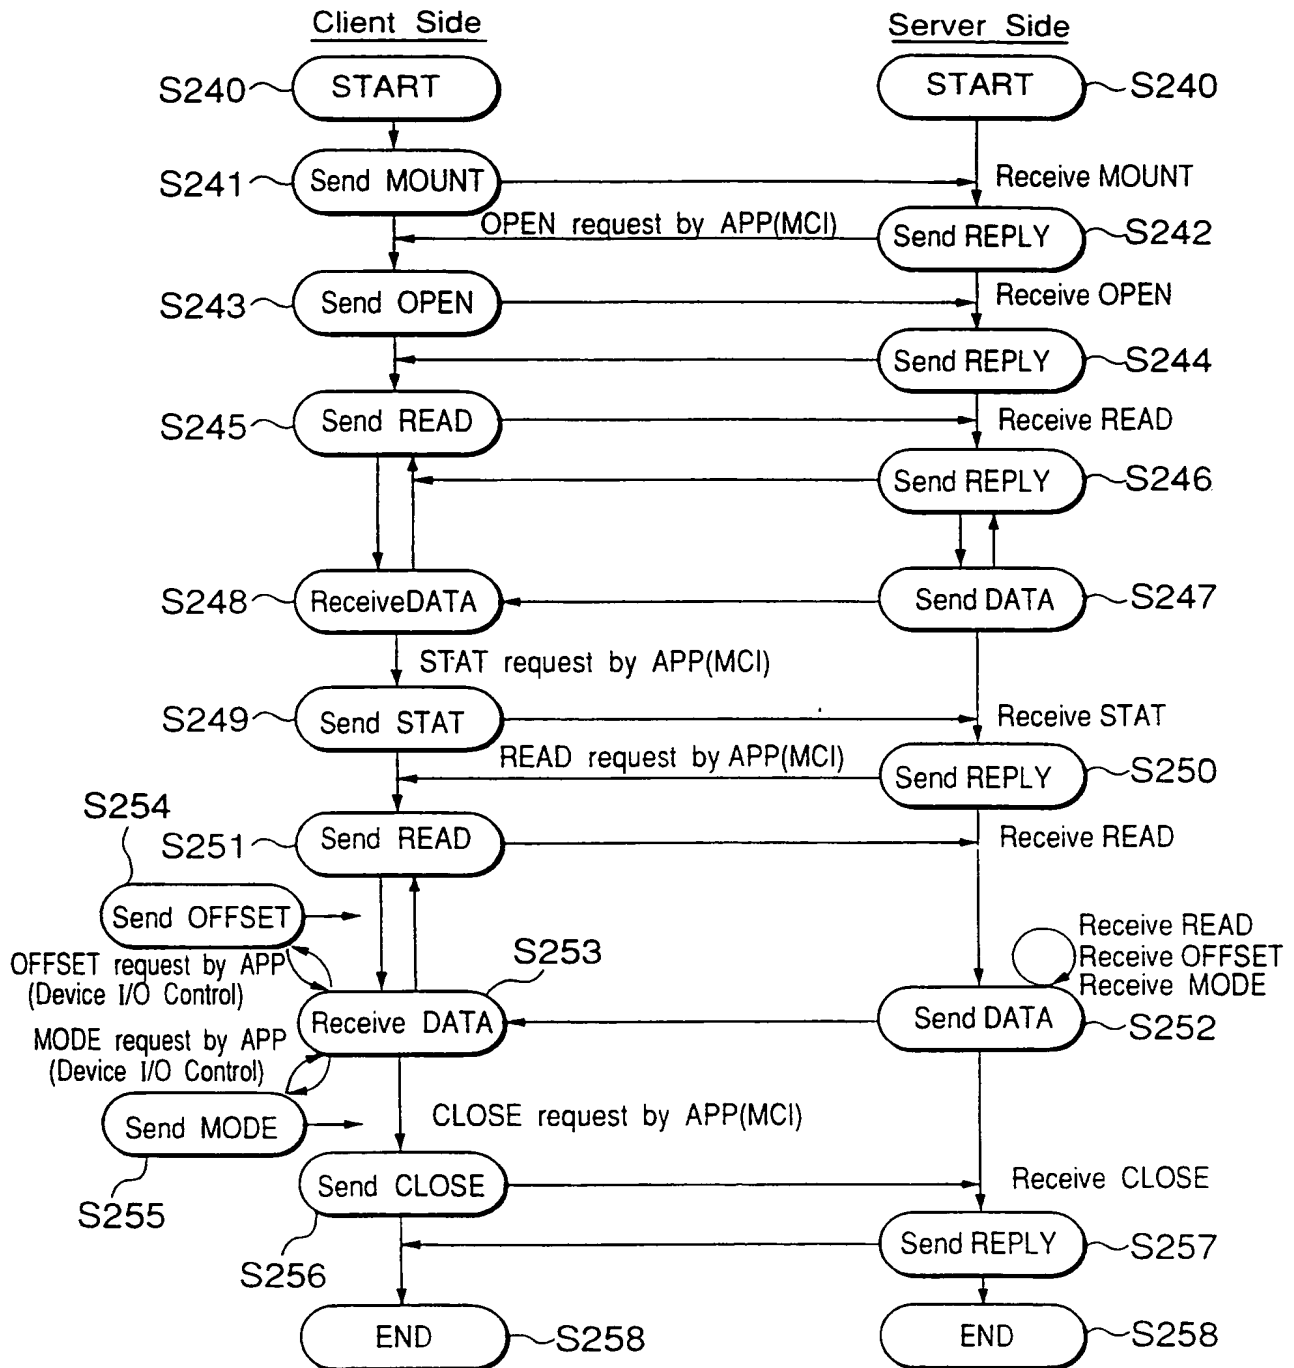 Client Side
Server Side
S240
START
START
S240
S241
Send MOUNT
Receive MOUNT
OPEN request by APP(MCI)
Send REPLY
S242
S243
Send OPEN
Receive OPEN
Send REPLY
S244
S245
Send READ
Receive READ
Send REPLY
S246
S248
ReceiveDATA
Send DATA
S247
STAT request by APP(MCI)
S249
Send STAT
Receive STAT
READ request by APP(MCI)
Send REPLY
S250
S254
S251
Send READ
Receive READ
Send OFFSET
OFFSET request by APP
(Device I/O Control)
S253
Receive READ
Receive OFFSET
Receive MODE
Receive DATA
Send DATA
S252
MODE request by APP
(Device I/O Control)
Send MODE
CLOSE request by APP(MCI)
S255
Send CLOSE
Receive CLOSE
S256
Send REPLY
S257
END
S258
END
S258